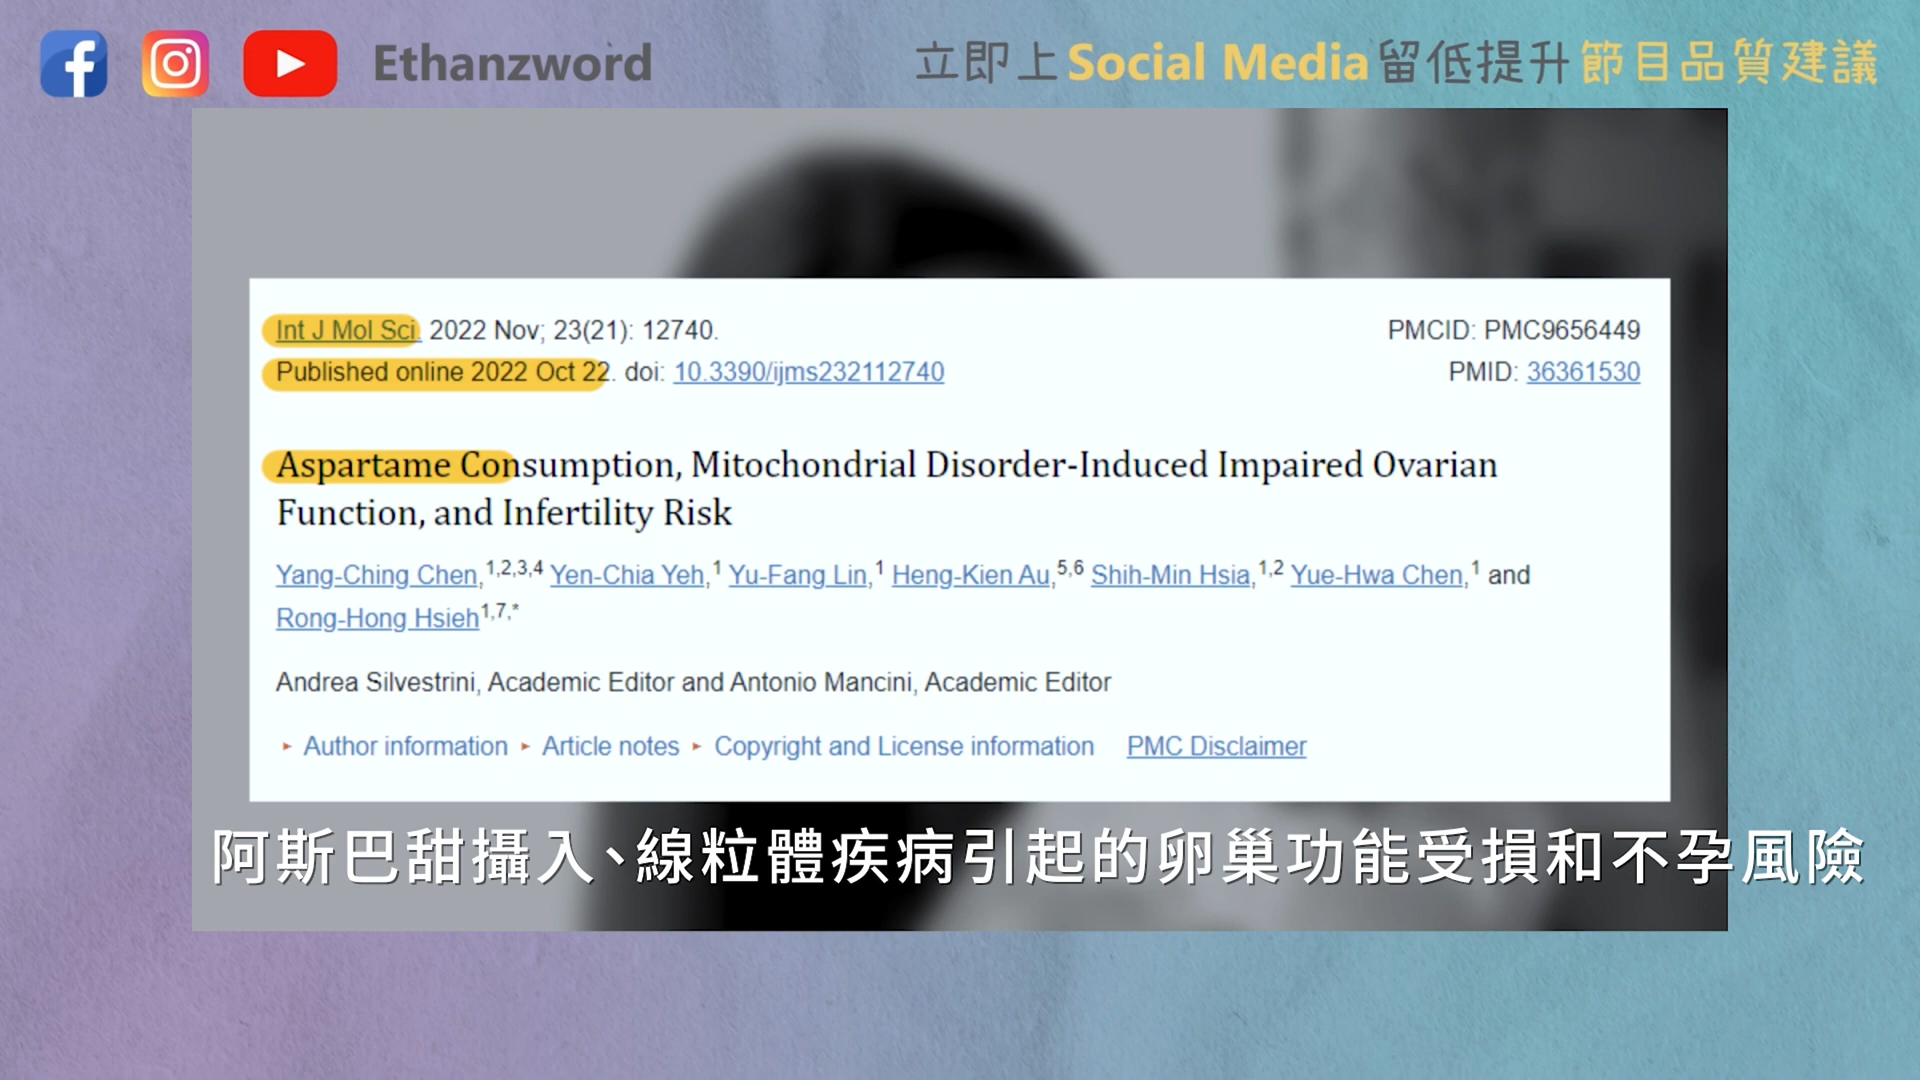 Ethanzword
立即上Social Media留低提升節目品質建議
Int J Mol Sci. 2022 Nov; 23(21): 12740.
PMCID: PMC9656449
Published online 2022 Oct 22. doi: 10.3390/ijms232112740
PMID: 36361530
Aspartame Consumption, Mitochondrial Disorder-Induced Impaired Ovarian
Function, and Infertility Risk
Yang-Ching Chen,1,2,3,4 Yen-Chia Yeh,1 Yu-Fang Lin,1 Heng-Kien Au,5,6 Shih-Min Hsia,1,2 Yue-Hwa Chen,1 and
Rong-Hong Hsieh1,7,*
Andrea Silvestrini, Academic Editor and Antonio Mancini, Academic Editor
▸ Author information ▸ Article notes ▸ Copyright and License information PMC Disclaimer
阿斯巴甜攝入、線粒體疾病引起的卵巢功能受損和不孕風險